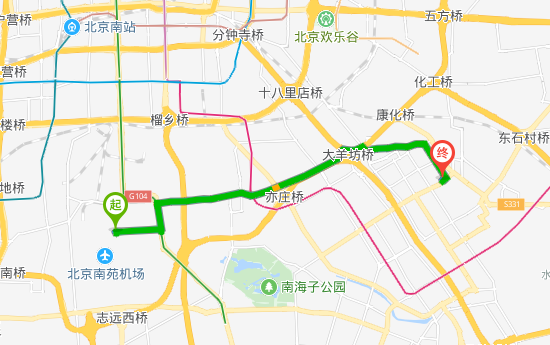 宁营桥
北京南站
分钟寺桥
北京欢乐谷
五方桥
营桥
十八里店桥
化工桥
康化桥
楼桥
榴乡桥
东石村桥
大羊坊桥
终
地桥
G104
亦庄桥
S331
起
南桥
北京南苑机场
南海子公园
水
志远西桥